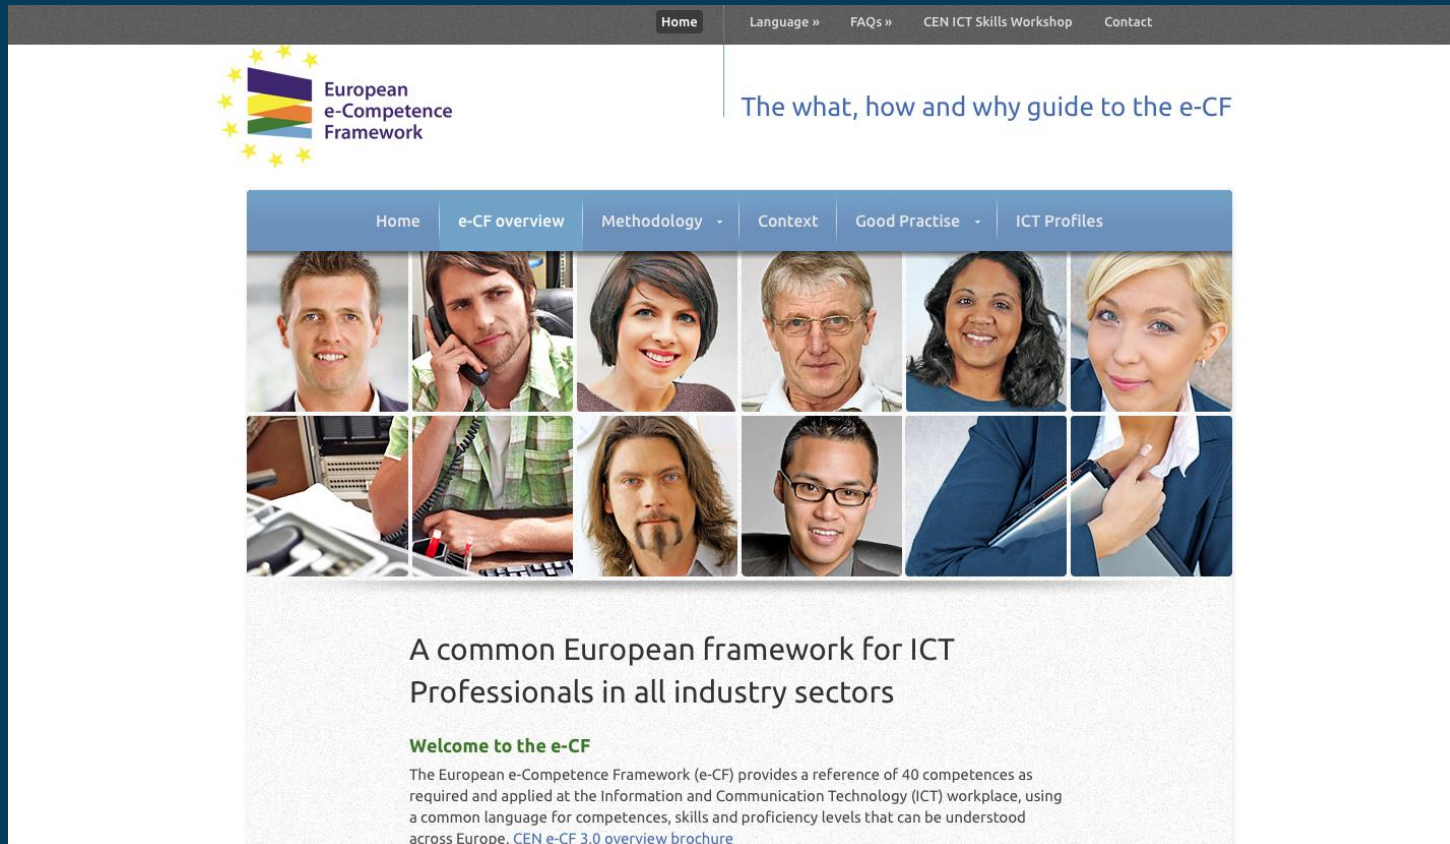 Home Language » FAQs » CEN ICT Skills Workshop Contact
European
e-Competence
Framework
The what, how and why guide to the e-CF
Home e-CF overview Methodology Context Good Practise ICT Profiles
A common European framework for ICT
Professionals in all industry sectors
Welcome to the e-CF
The European e-Competence Framework (e-CF) provides a reference of 40 competences as
required and applied at the Information and Communication Technology (ICT) workplace, using
a common language for competences, skills and proficiency levels that can be understood
across Europe. CEN e-CF 3.0 overview brochure